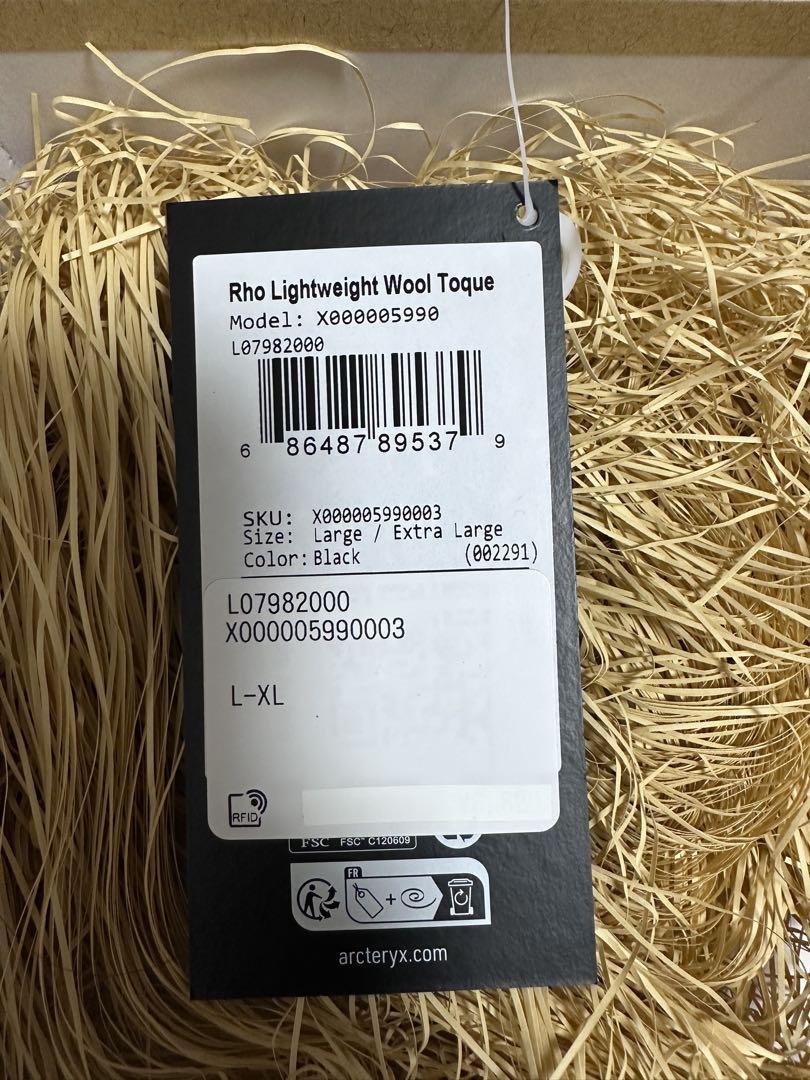 Rho Lightweight Wool Toque
Model: X000005990
L07982000
6 86487 89537 9
SKU: X000005990003
Size: Large / Extra Large
Color: Black (002291)
L07982000
X000005990003
L-XL
RFID
FSC FSC™ C120609
FR
+
arcteryx.com